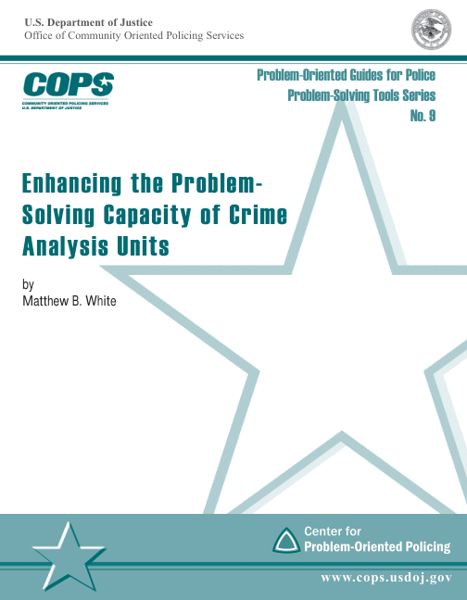 U.S. Department of Justice
Office of Community Oriented Policing Services
COPS
COMMUNITY ORIENTED POLICING SERVICES
U.S. DEPARTMENT OF JUSTICE
Problem-Oriented Guides for Police
Problem-Solving Tools Series
No. 9
Enhancing the Problem-
Solving Capacity of Crime
Analysis Units
by
Matthew B. White
Center for
Problem-Oriented Policing
www.cops.usdoj.gov